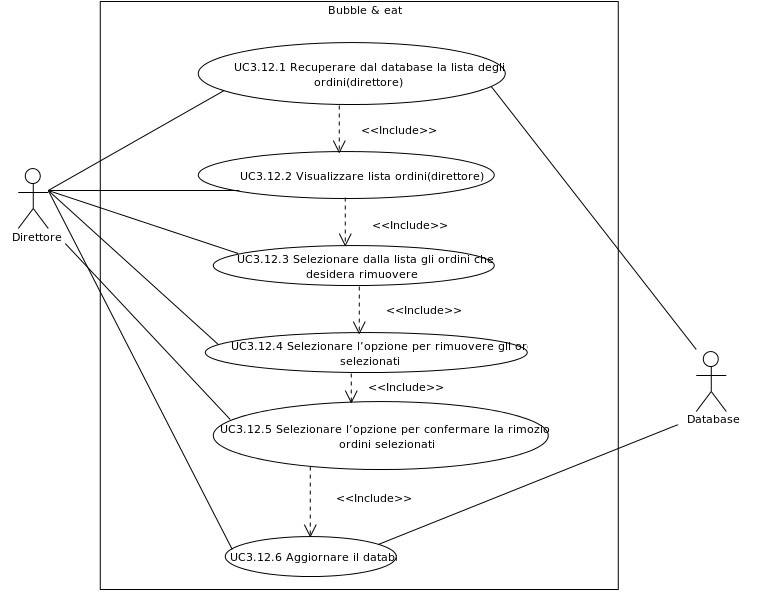 Bubble & eat
UC3.12.1 Recuperare dal database la lista degli
ordini(direttore)
<<Include>>
UC3.12.2 Visualizzare lista ordini(direttore)
Direttore
<<Include>>
UC3.12.3 Selezionare dalla lista gli ordini che
desidera rimuovere
<<Include>>
UC3.12.4 Selezionare l'opzione per rimuovere gli or
selezionati
<<Include>>
Database
UC3.12.5 Selezionare l'opzione per confermare la rimozio
ordini selezionati
<<Include>>
UC3.12.6 Aggiornare il datab